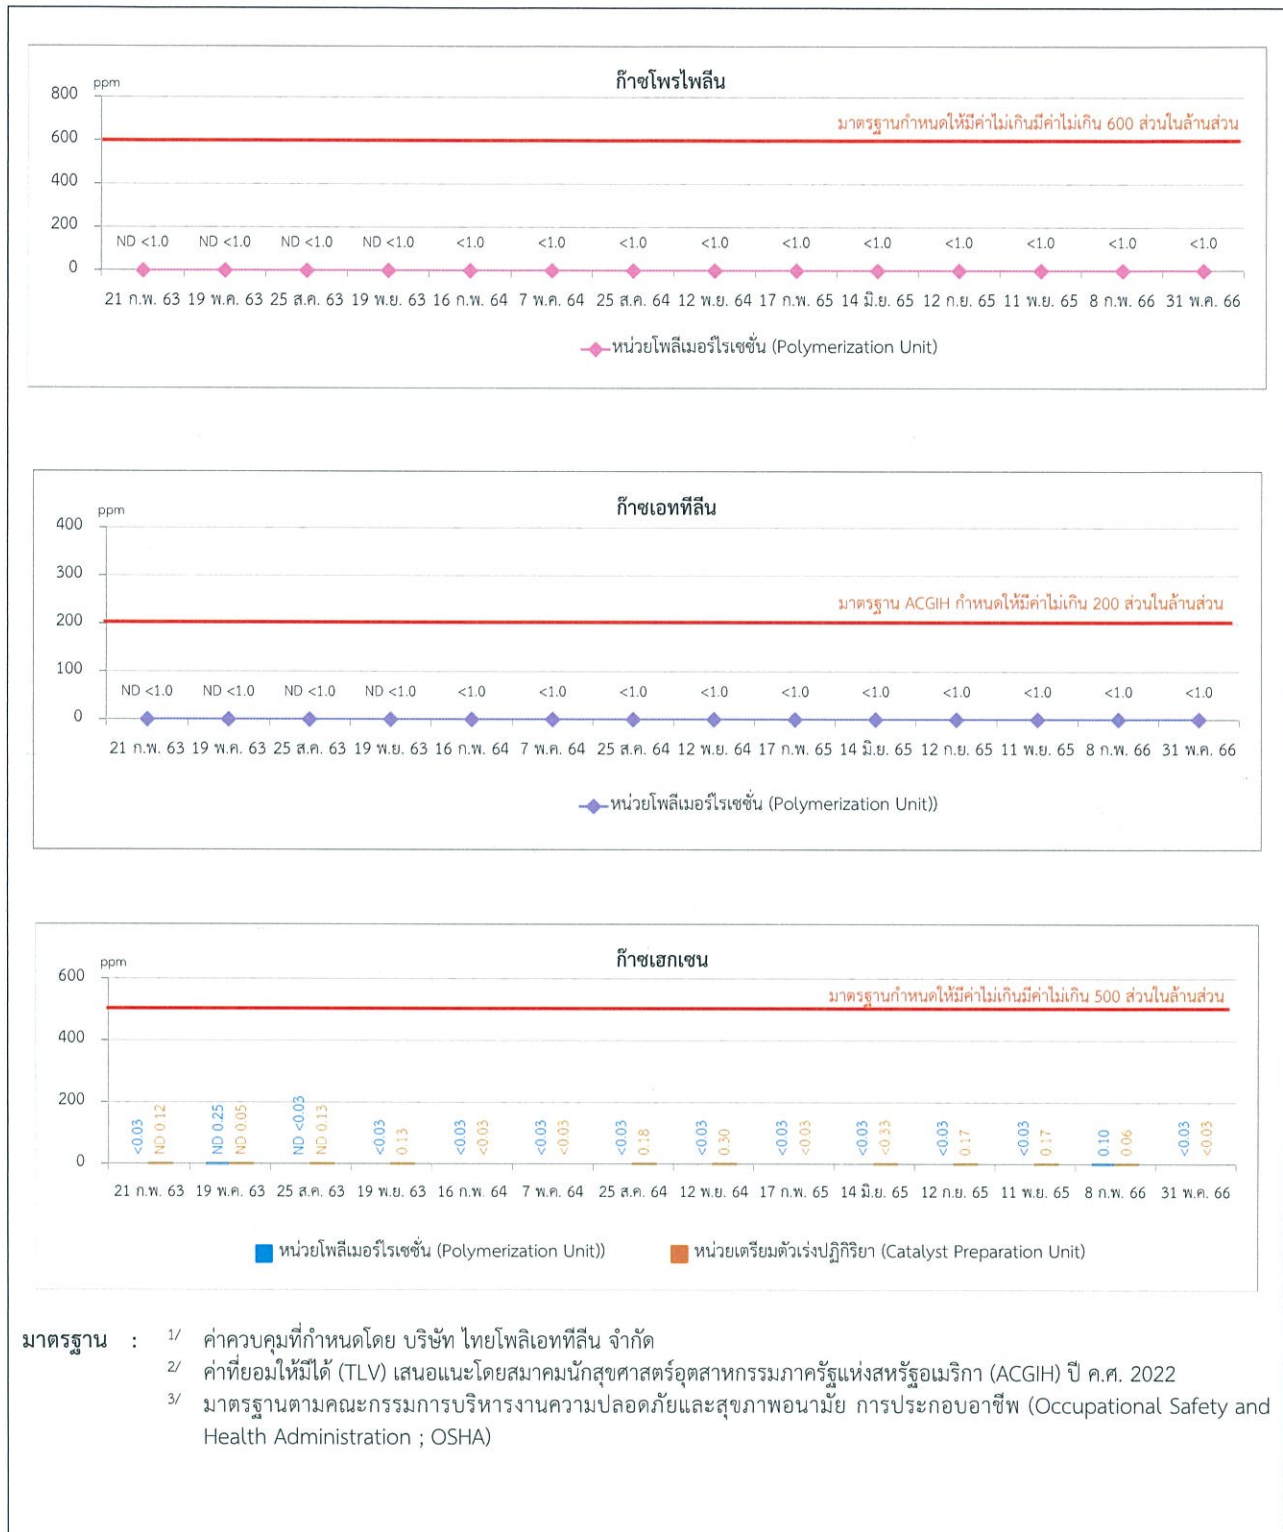 ก๊าซโพรไพลีน
ppm
800
มาตรฐานกำหนดให้มีค่าไม่เกินมีค่าไม่เกิน 600 ส่วนในล้านส่วน
600
400
200
ND <1.0 ND <1.0 ND <1.0 ND <1.0 <1.0 <1.0 <1.0 <1.0 <1.0 <1.0 <1.0 <1.0 <1.0 <1.0
0
21 ก.พ. 63 19 พ.ค. 63 25 ส.ค. 63 19 พ.ย. 63 16 ก.พ. 64 7 พ.ค. 64 25 ส.ค. 64 12 พ.ย. 64 17 ก.พ. 65 14 มิ.ย. 65 12 ก.ย. 65 11 พ.ย. 65 8 ก.พ. 66 31 พ.ค. 66
หน่วยโพลีเมอร์ไรเซชั่น (Polymerization Unit)
ก๊าซเอททีลีน
ppm
400
300
มาตรฐาน ACGIH กำหนดให้มีค่าไม่เกิน 200 ส่วนในล้านส่วน
200
100
ND <1.0 ND <1.0 ND <1.0 ND <1.0 <1.0 <1.0 <1.0 <1.0 <1.0 <1.0 <1.0 <1.0 <1.0 <1.0
0
21 ก.พ. 63 19 พ.ค. 63 25 ส.ค. 63 19 พ.ย. 63 16 ก.พ. 64 7 พ.ค. 64 25 ส.ค. 64 12 พ.ย. 64 17 ก.พ. 65 14 มิ.ย. 65 12 ก.ย. 65 11 พ.ย. 65 8 ก.พ. 66 31 พ.ค. 66
หน่วยโพลีเมอร์ไรเซชั่น (Polymerization Unit))
ก๊าซเฮกเซน
ppm
600
มาตรฐานกำหนดให้มีค่าไม่เกินมีค่าไม่เกิน 500 ส่วนในล้านส่วน
400
200
<0.03 ND 0.12 ND 0.25 ND 0.05 ND <0.03 ND 0.13 <0.03 0.13 <0.03 <0.03 <0.03 <0.03 <0.03 0.18 <0.03 0.30 <0.03 <0.03 <0.03 <0.33 <0.03 0.17 <0.03 0.17 0.10 0.06 <0.03 <0.03
0
21 ก.พ. 63 19 พ.ค. 63 25 ส.ค. 63 19 พ.ย. 63 16 ก.พ. 64 7 พ.ค. 64 25 ส.ค. 64 12 พ.ย. 64 17 ก.พ. 65 14 มิ.ย. 65 12 ก.ย. 65 11 พ.ย. 65 8 ก.พ. 66 31 พ.ค. 66
หน่วยโพลีเมอร์ไรเซชั่น (Polymerization Unit)) หน่วยเตรียมตัวเร่งปฏิกิริยา (Catalyst Preparation Unit)
มาตรฐาน : 1/ ค่าควบคุมที่กำหนดโดย บริษัท ไทยโพลิเอททีลีน จำกัด
2/ ค่าที่ยอมให้มีได้ (TLV) เสนอแนะโดยสมาคมนักสุขศาสตร์อุตสาหกรรมภาครัฐแห่งสหรัฐอเมริกา (ACGIH) ปี ค.ศ. 2022
3/ มาตรฐานตามคณะกรรมการบริหารงานความปลอดภัยและสุขภาพอนามัย การประกอบอาชีพ (Occupational Safety and
Health Administration ; OSHA)